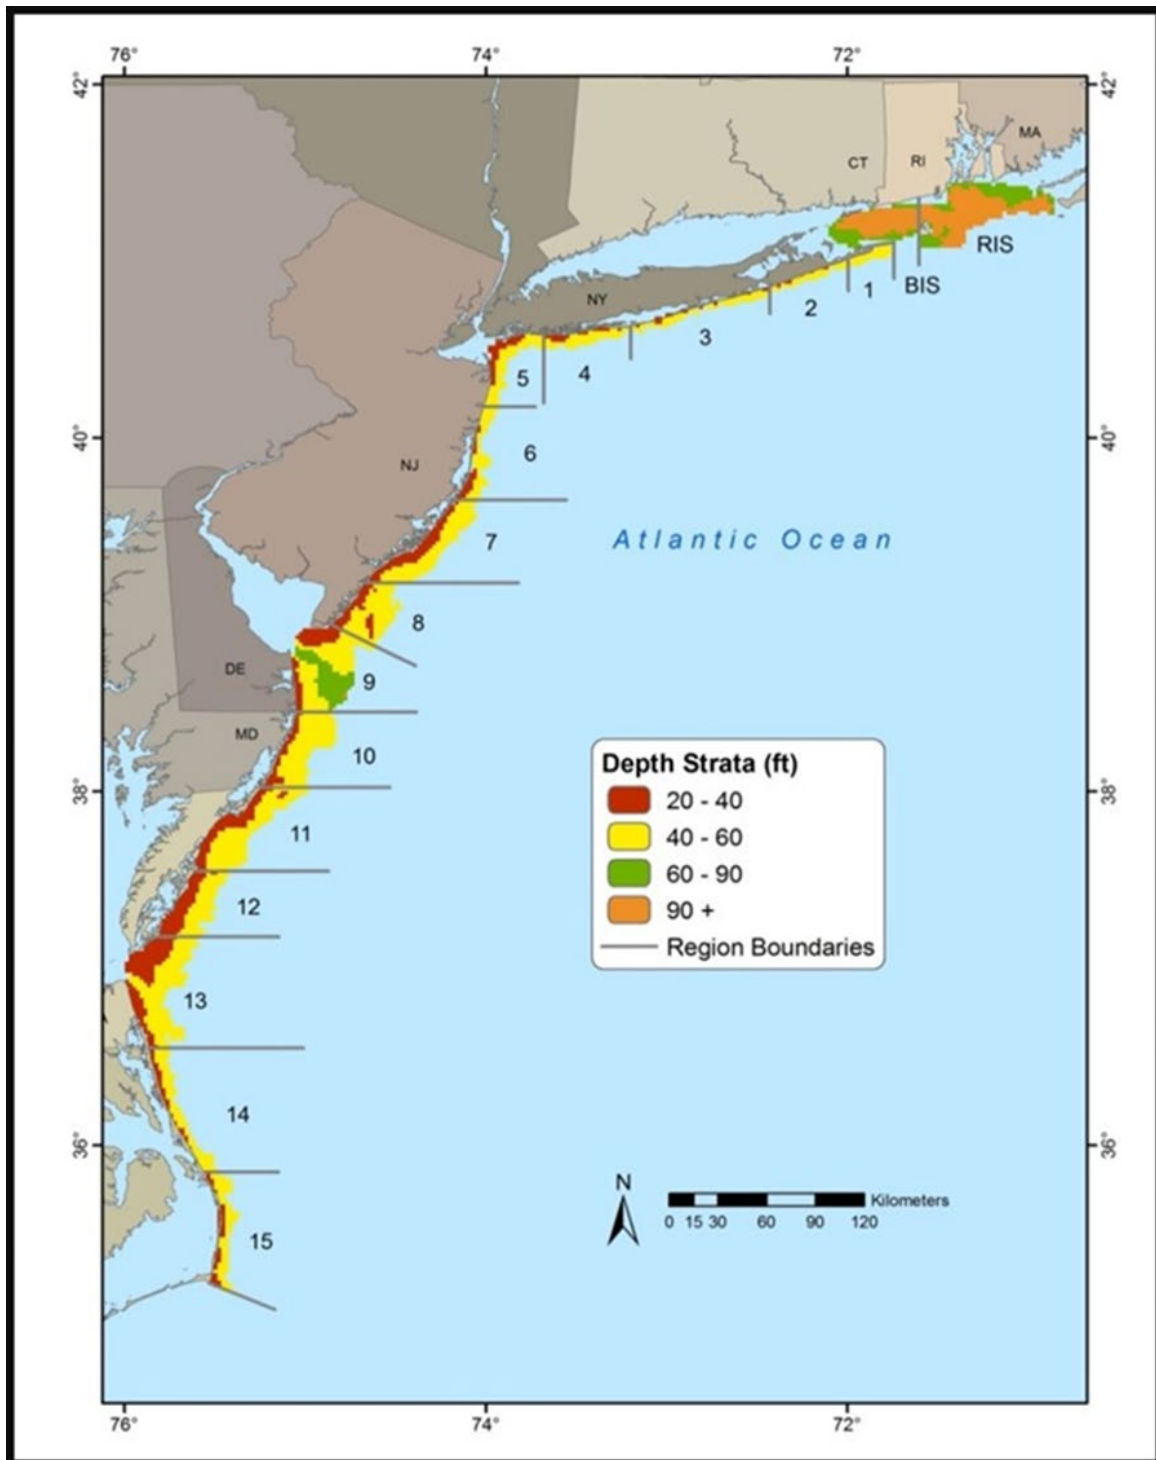 76°
74°
72°
42°
42°
MA
CT
RI
RIS
BIS
1
2
NY
3
4
5
40°
40°
6
NJ
Atlantic Ocean
7
8
DE
9
MD
10
38°
38°
Depth Strata (ft)
20 - 40
40 - 60
60 - 90
90 +
Region Boundaries
11
12
13
14
36°
36°
N
Kilometers
0 15 30 60 90 120
15
76°
74°
72°